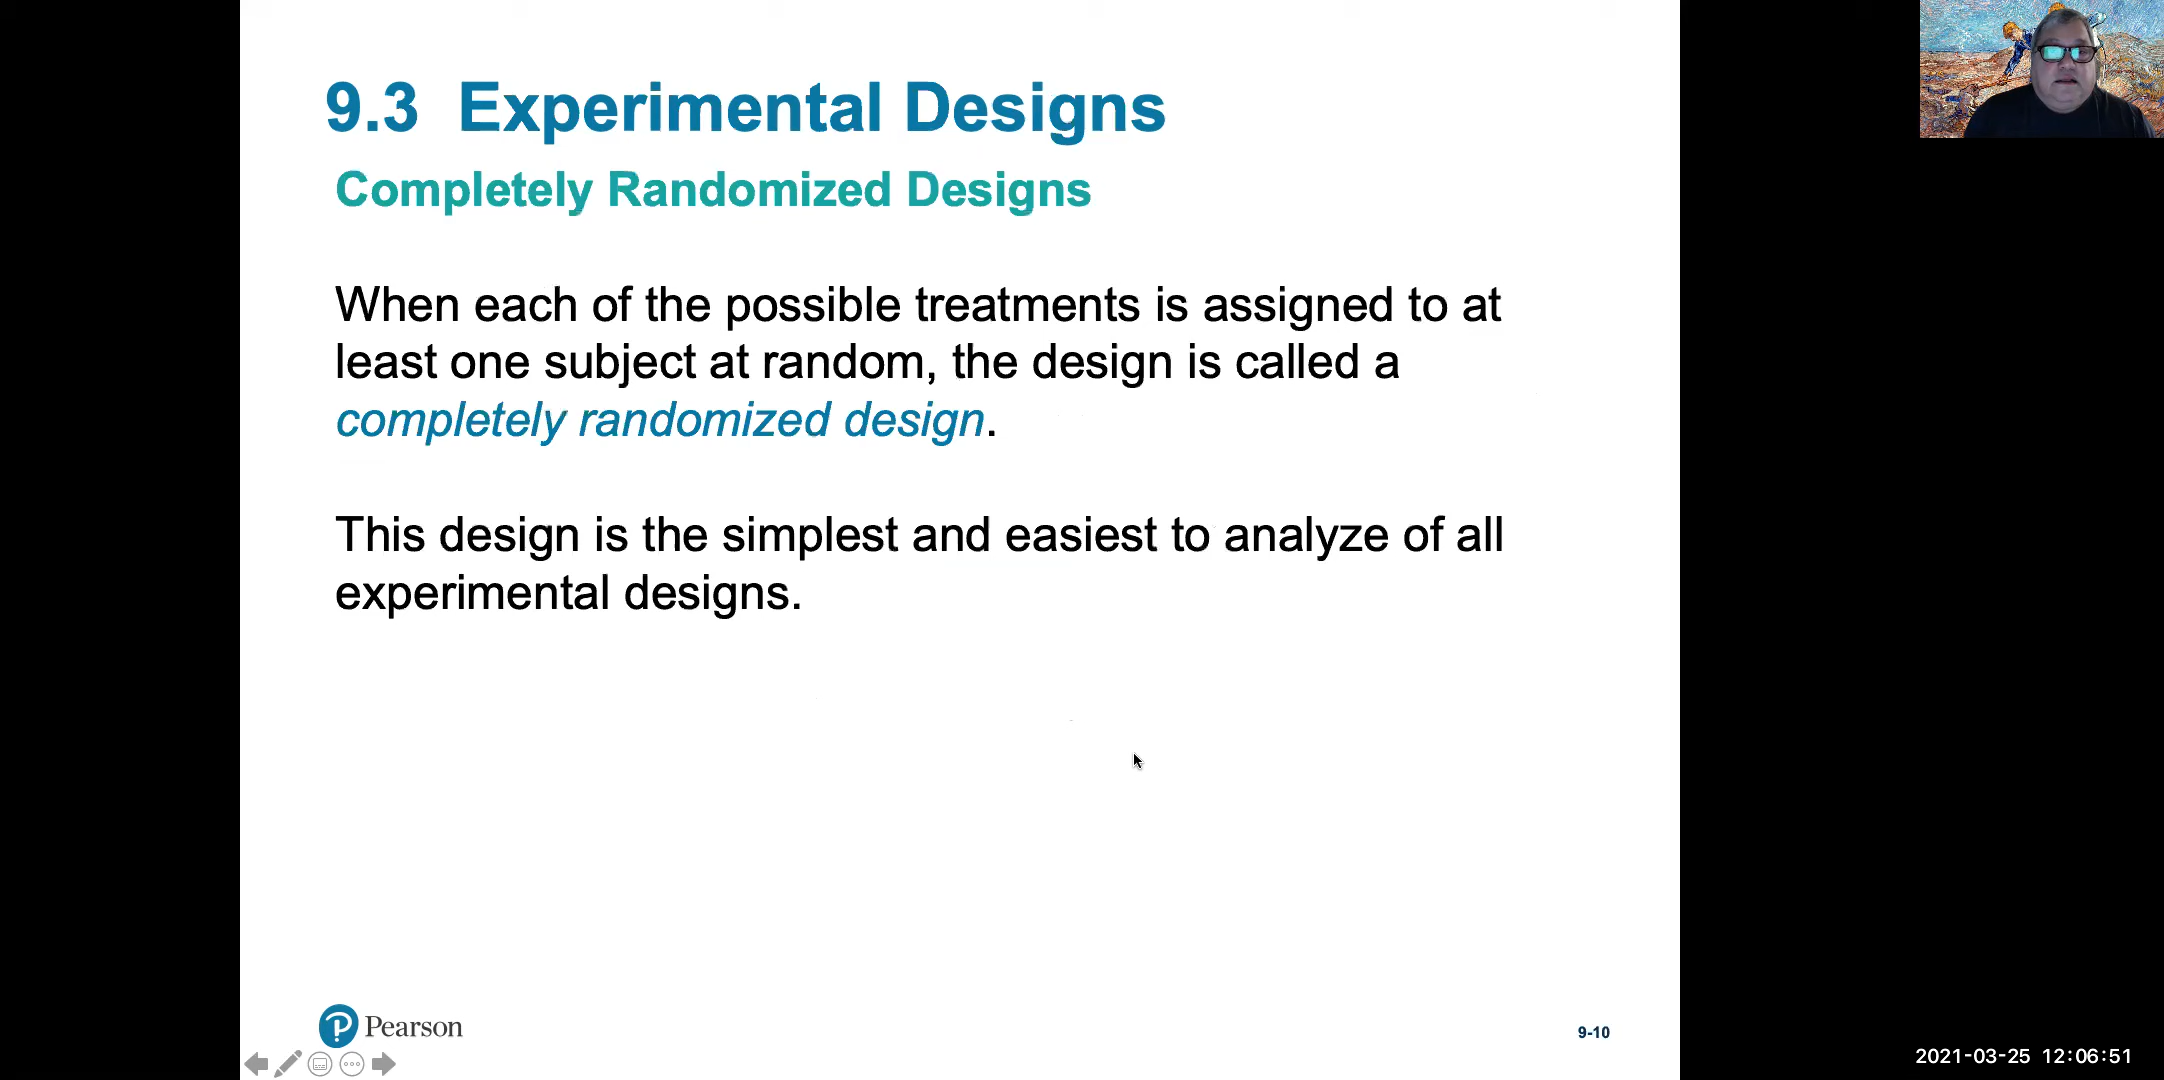 9.3 Experimental Designs
Completely Randomized Designs
When each of the possible treatments is assigned to at
least one subject at random, the design is called a
completely randomized design.
This design is the simplest and easiest to analyze of all
experimental designs.
Pearson
9-10
2021-03-25 12:06:51